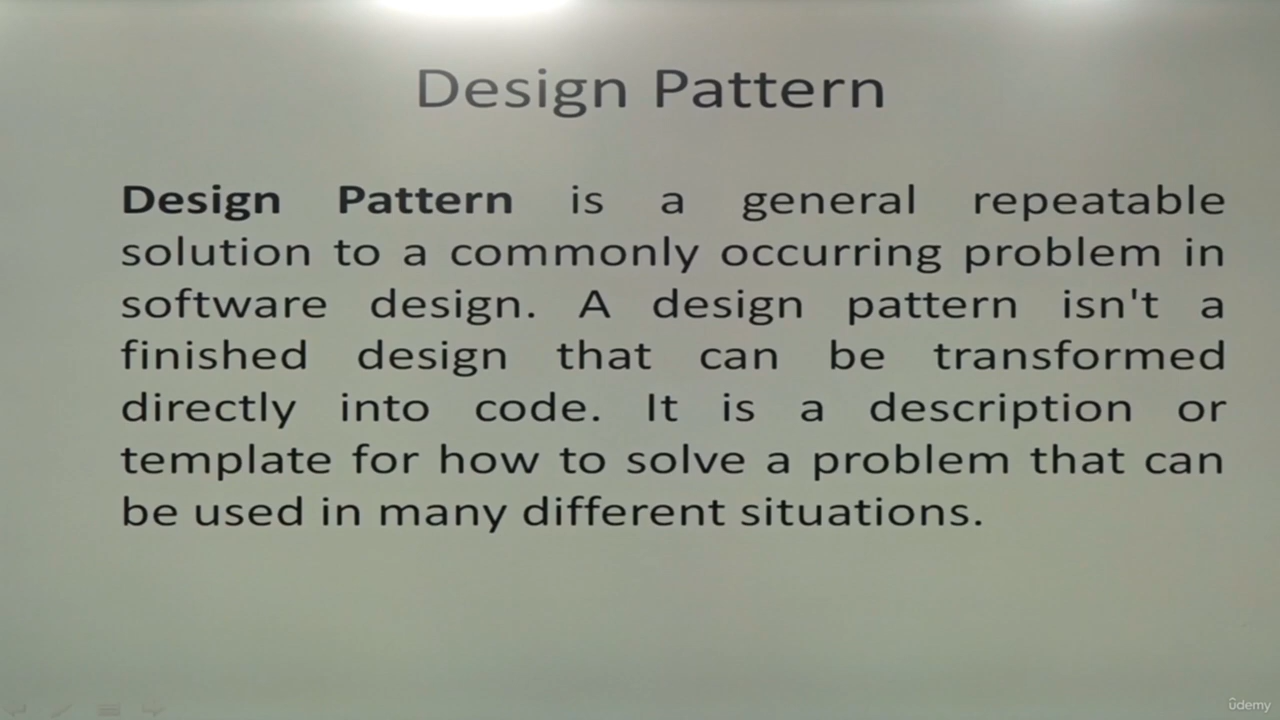 Design Pattern
Design Pattern is a general repeatable
solution to a commonly occurring problem in
software design. A design pattern isn't a
finished design that can be transformed
directly into code. It is a description or
template for how to solve a problem that can
be used in many different situations.
ûdemy